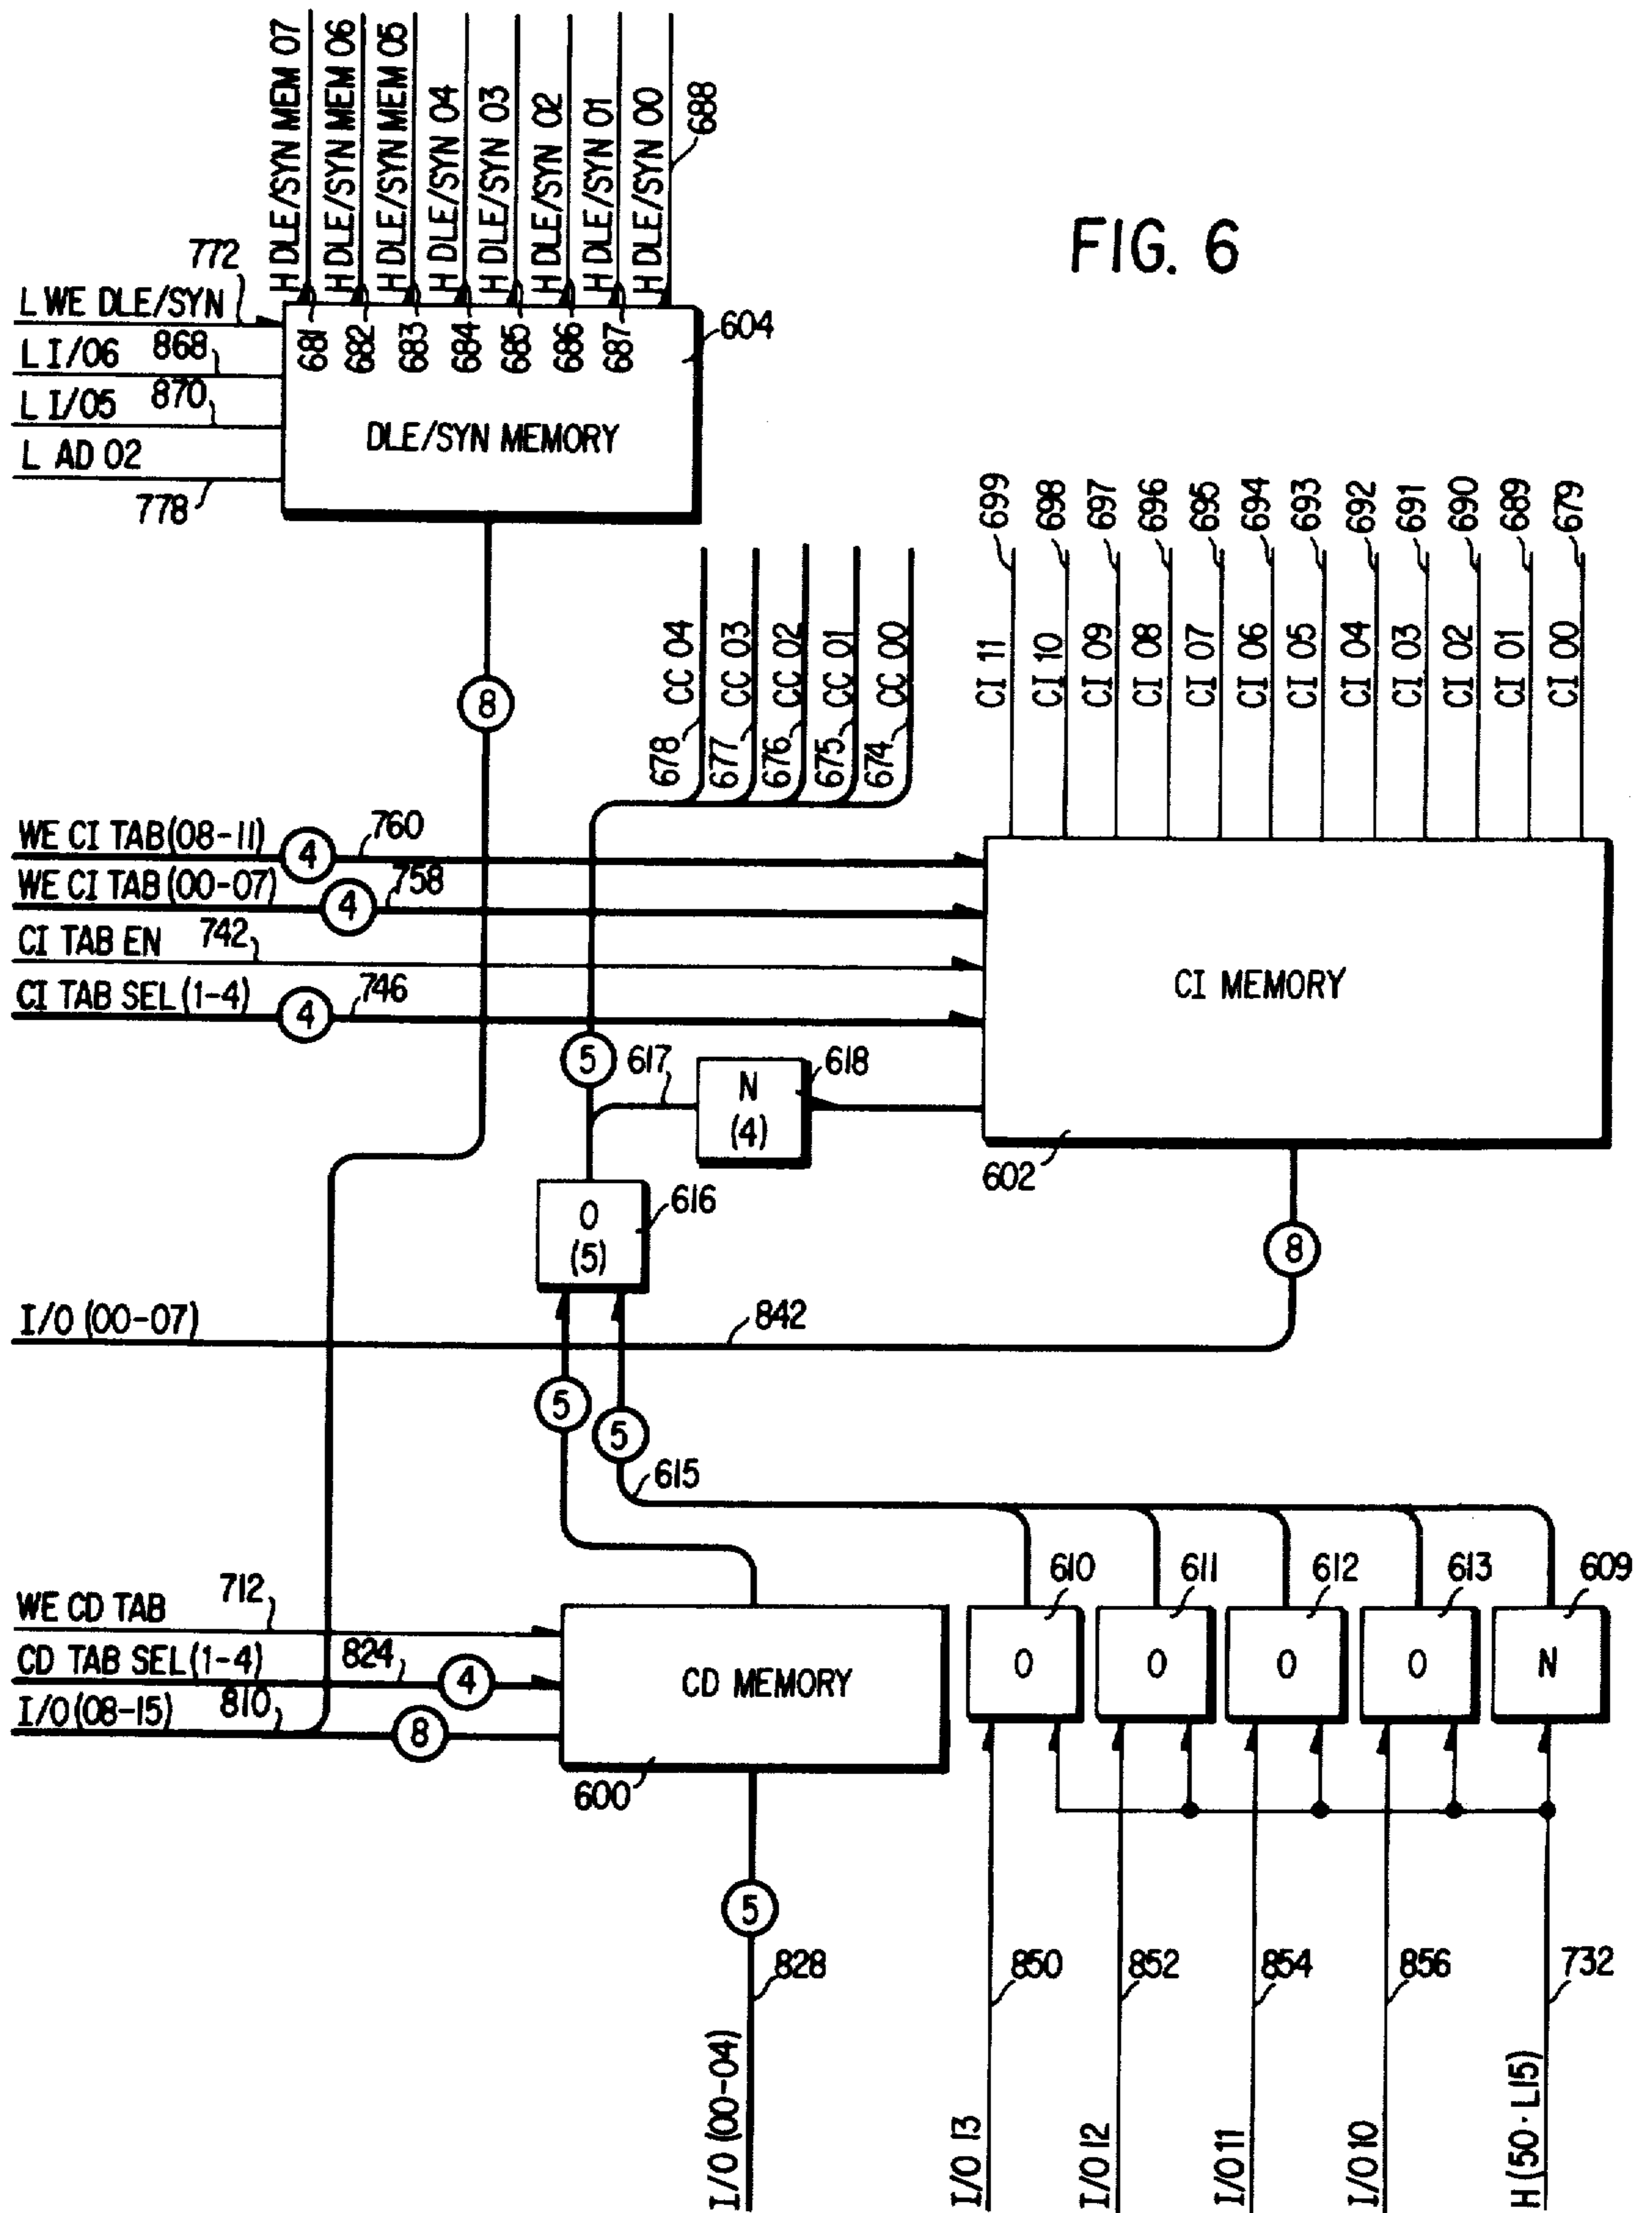 FIG. 6
H DLE/SYN MEM 07
H DLE/SYN MEM 06
H DLE/SYN MEM 05
H DLE/SYN 04
H DLE/SYN 03
H DLE/SYN 02
H DLE/SYN 01
H DLE/SYN 00
688
772
L WE DLE/SYN
L I/06 868
L I/05 870
L AD 02
778
681
682
683
684
685
686
687
604
DLE/SYN MEMORY
8
678 CC 04
677 CC 03
676 CC 02
675 CC 01
674 CC 00
CI 11 699
CI 10 698
CI 09 697
CI 08 696
CI 07 695
CI 06 694
CI 05 693
CI 04 692
CI 03 691
CI 02 690
CI 01 689
CI 00 679
WE CI TAB (08-11) 4 760
WE CI TAB (00-07) 4 758
CI TAB EN 742
CI TAB SEL (1-4) 4 746
CI MEMORY
602
5 617
N
(4)
618
O
(5)
616
8
I/O (00-07)
842
5
5
615
WE CD TAB 712
CD TAB SEL (1-4) 824 4
I/O (08-15) 810 8
CD MEMORY
600
610
611
612
613
609
O
O
O
O
N
5
828
850
852
854
856
732
I/O (00-04)
I/O 13
I/O 12
I/O 11
I/O 10
H (50·L15)